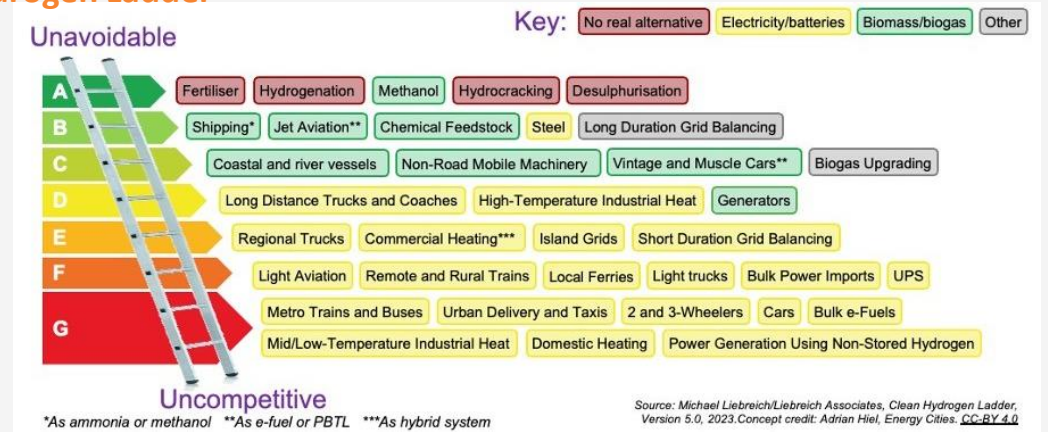 rogen Ladder
Key: No real alternative Electricity/batteries Biomass/biogas Other
Unavoidable
A Fertiliser Hydrogenation Methanol Hydrocracking Desulphurisation
B Shipping* Jet Aviation** Chemical Feedstock Steel Long Duration Grid Balancing
C Coastal and river vessels Non-Road Mobile Machinery Vintage and Muscle Cars** Biogas Upgrading
D Long Distance Trucks and Coaches High-Temperature Industrial Heat Generators
E Regional Trucks Commercial Heating*** Island Grids Short Duration Grid Balancing
F Light Aviation Remote and Rural Trains Local Ferries Light trucks Bulk Power Imports UPS
G Metro Trains and Buses Urban Delivery and Taxis 2 and 3-Wheelers Cars Bulk e-Fuels
Mid/Low-Temperature Industrial Heat Domestic Heating Power Generation Using Non-Stored Hydrogen
Uncompetitive
*As ammonia or methanol **As e-fuel or PBTL ***As hybrid system
Source: Michael Liebreich/Liebreich Associates, Clean Hydrogen Ladder,
Version 5.0, 2023.Concept credit: Adrian Hiel, Energy Cities. CC-BY 4.0